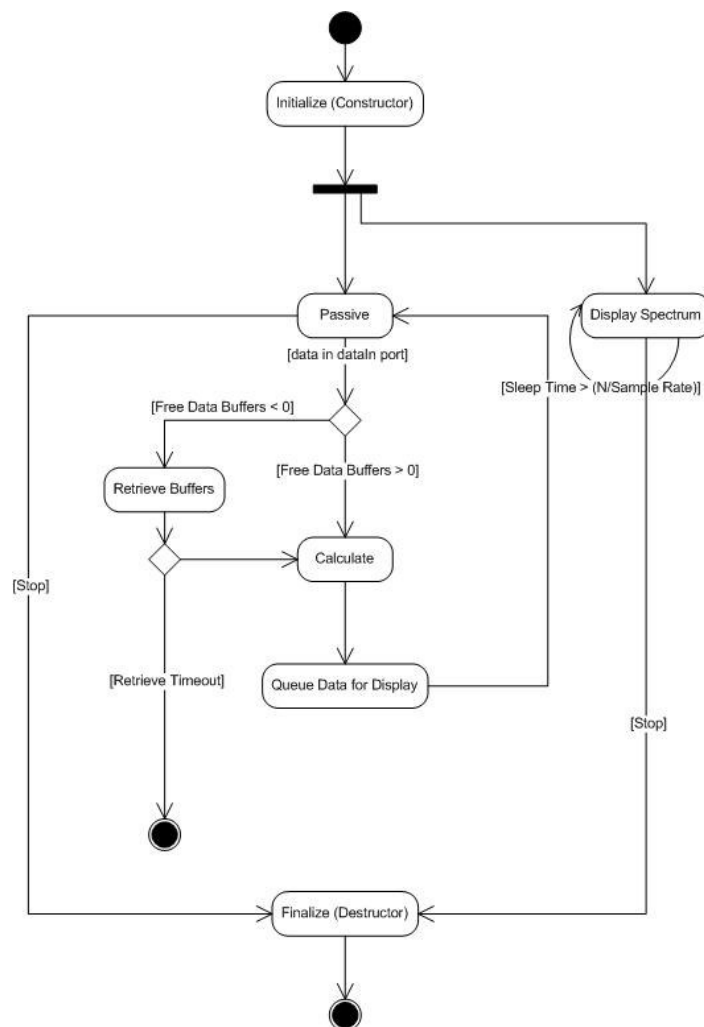 Initialize (Constructor)
Passive
Display Spectrum
[data in dataIn port]
[Sleep Time > (N/Sample Rate)]
[Free Data Buffers < 0]
[Free Data Buffers > 0]
Retrieve Buffers
Calculate
[Stop]
[Retrieve Timeout]
Queue Data for Display
[Stop]
Finalize (Destructor)